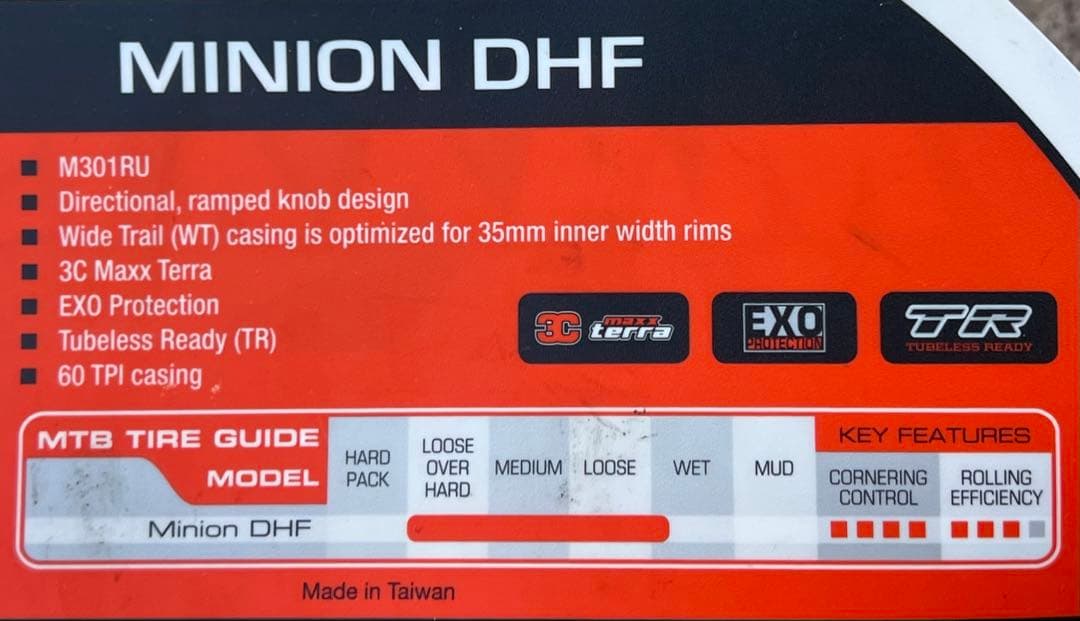 MINION DHF
M301RU
Directional, ramped knob design
Wide Trail (WT) casing is optimized for 35mm inner width rims
3C Maxx Terra
EXO Protection
Tubeless Ready (TR)
60 TPI casing
3C maxx terra
EXO PROTECTION
TR TUBELESS READY
MTB TIRE GUIDE
MODEL
HARD PACK
LOOSE OVER HARD
MEDIUM
LOOSE
WET
MUD
KEY FEATURES
CORNERING CONTROL
ROLLING EFFICIENCY
Minion DHF
Made in Taiwan